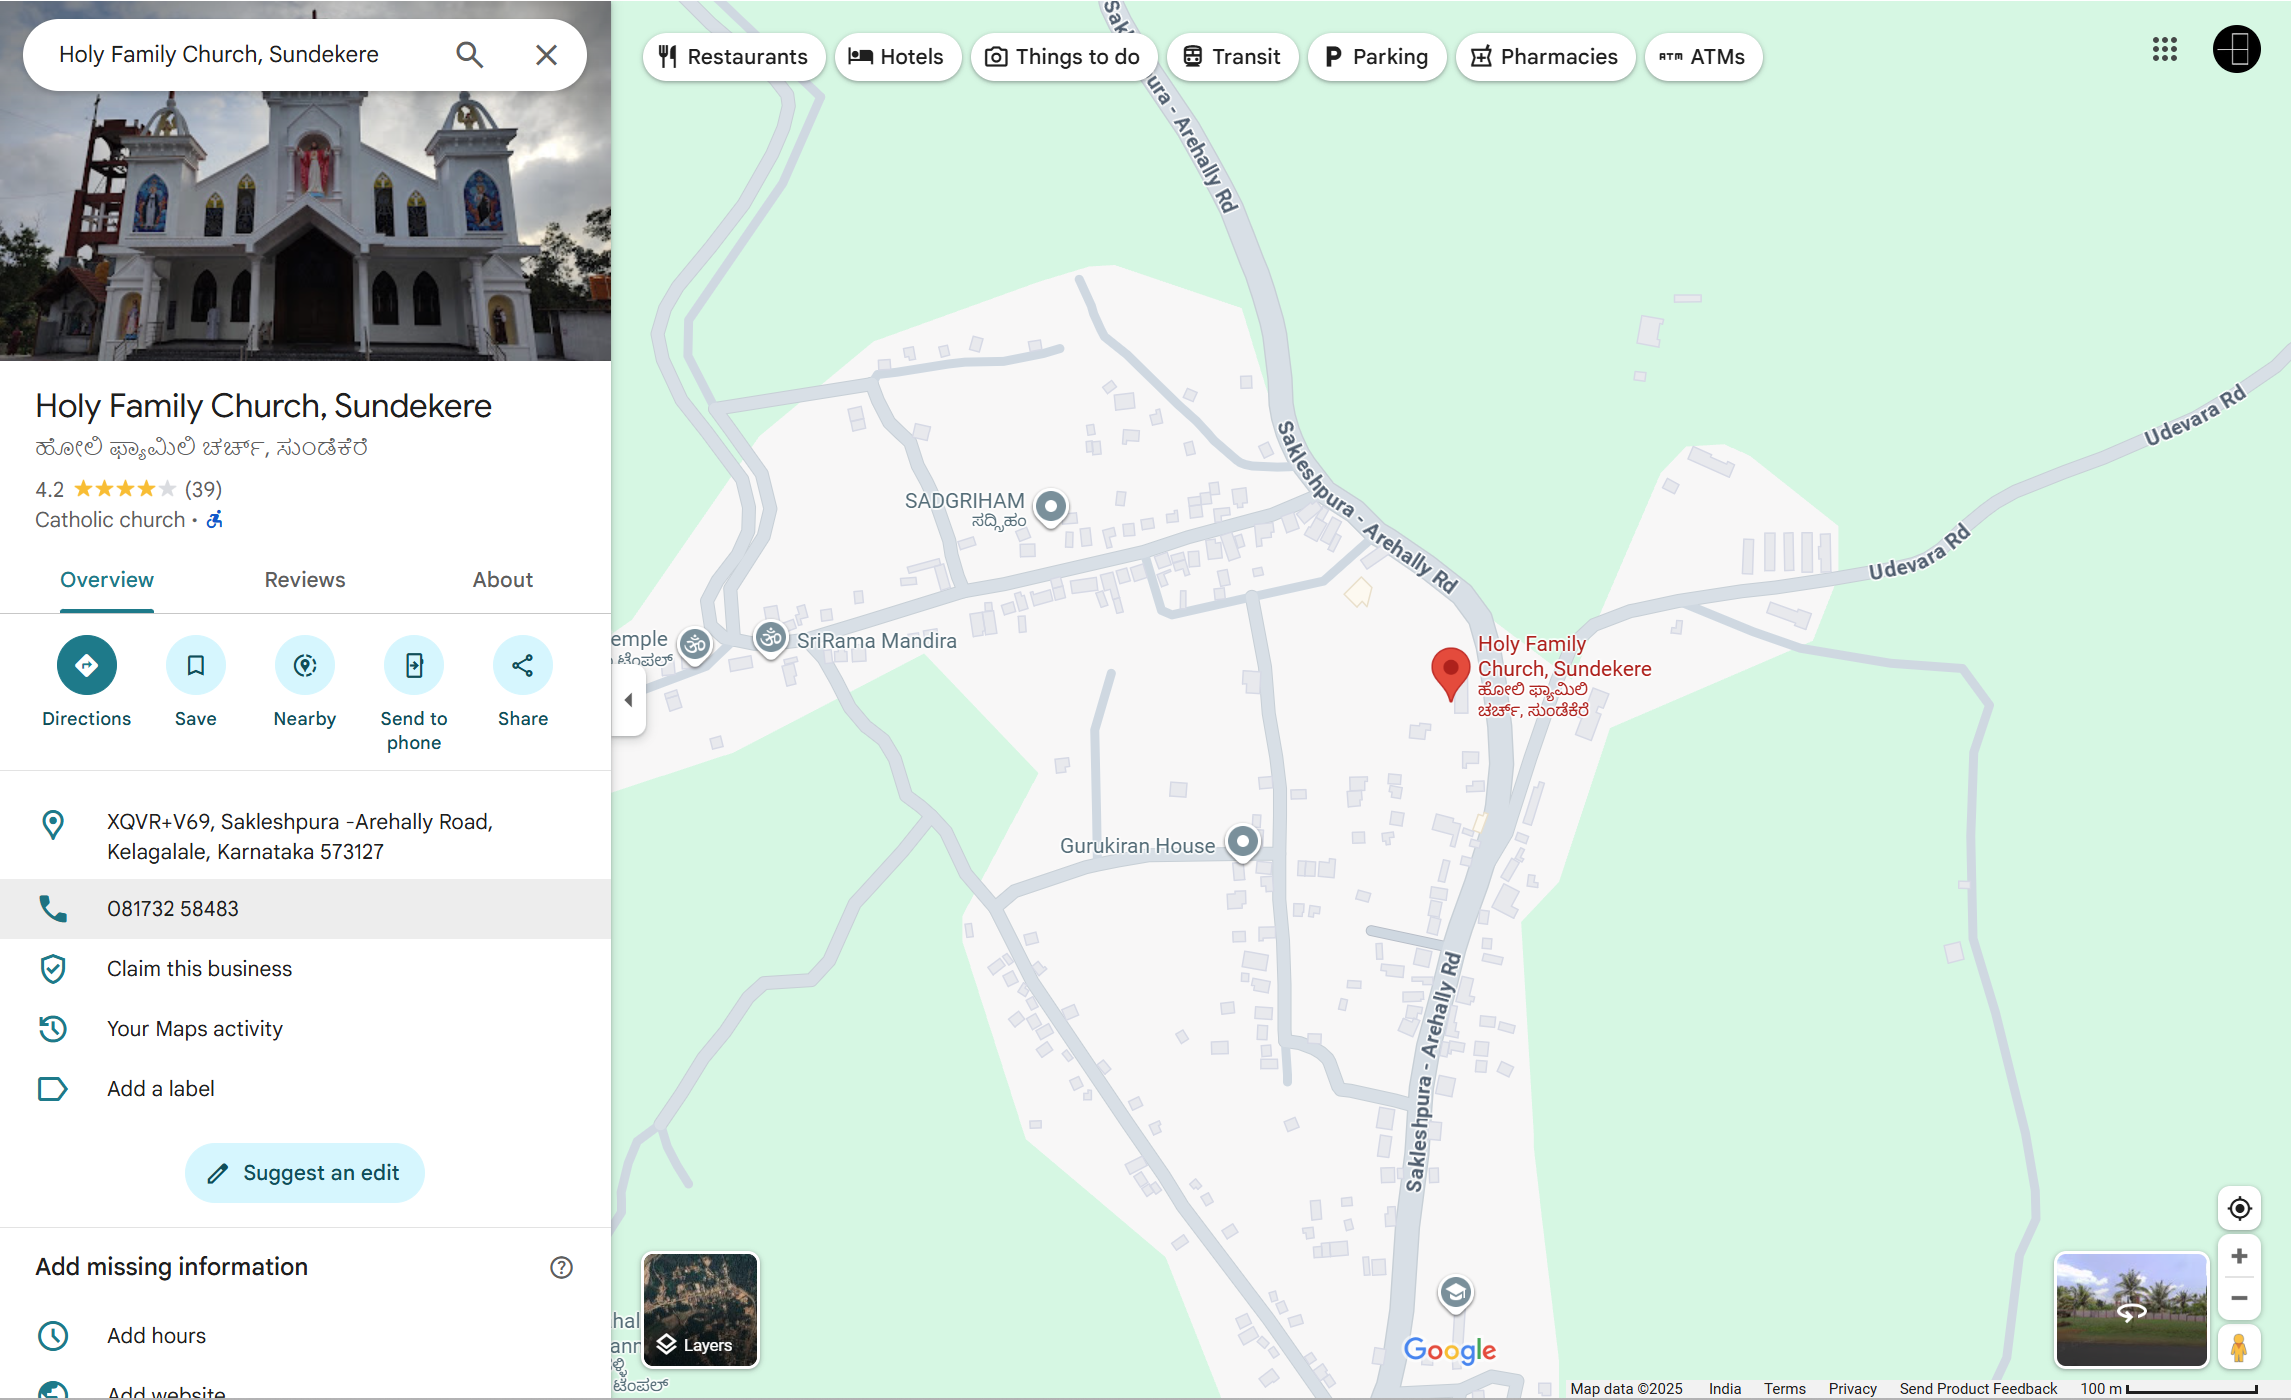 Holy Family Church, Sundekere
Holy Family Church, Sundekere
ಹೋಲಿ ಫ್ಯಾಮಿಲಿ ಚರ್ಚ್, ಸುಂಡೆಕೆರೆ
4.2 (39)
Catholic church ·
Overview
Reviews
About
Directions
Save
Nearby
Send to
phone
Share
XQVR+V69, Sakleshpura -Arehally Road,
Kelagalale, Karnataka 573127
081732 58483
Claim this business
Your Maps activity
Add a label
Suggest an edit
Add missing information
Add hours
Add website
Restaurants
Hotels
Things to do
Transit
Parking
Pharmacies
ATM ATMs
ura - Arehally Rd
Udevara Rd
Sakleshpura - Arehally Rd
SADGRIHAM
Udevara Rd
emple
ಟೆಂಪಲ್
SriRama Mandira
Holy Family
Church, Sundekere
ಹೋಲಿ ಫ್ಯಾಮಿಲಿ
ಚರ್ಚ್, ಸುಂಡೆಕೆರೆ
Gurukiran House
Sakleshpura - Arehally Rd
hal
ann
ಟೆಂಪಲ್
Layers
Google
Map data ©2025
India
Terms
Privacy
Send Product Feedback
100 m